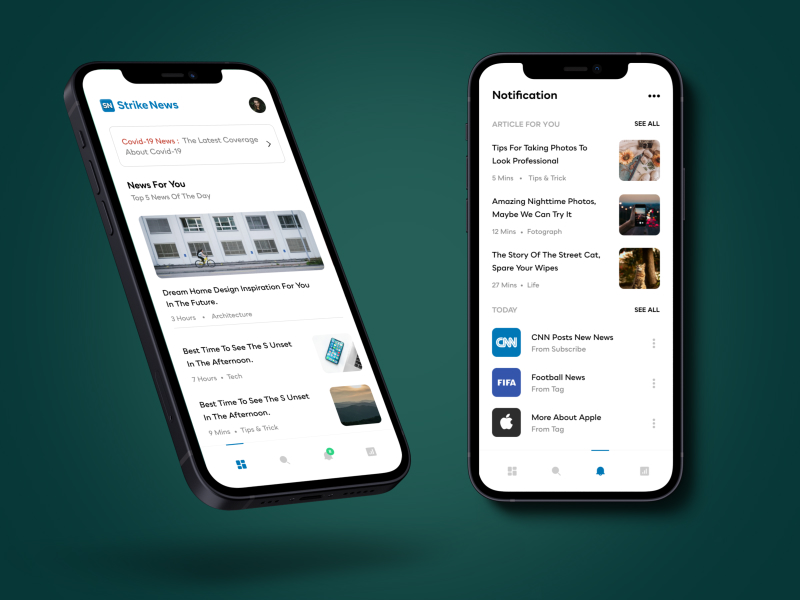 SN Strike News
Covid-19 News : The Latest Coverage
About Covid-19
News For You
Top 5 News Of The Day
Dream Home Design Inspiration For You
In The Future.
3 Hours • Architecture
Best Time To See The S Unset
In The Afternoon.
7 Hours • Tech
Best Time To See The S Unset
In The Afternoon.
9 Mins • Tips & Trick
Notification
ARTICLE FOR YOU SEE ALL
Tips For Taking Photos To
Look Professional
5 Mins • Tips & Trick
Amazing Nighttime Photos,
Maybe We Can Try It
12 Mins • Fotograph
The Story Of The Street Cat,
Spare Your Wipes
27 Mins • Life
TODAY SEE ALL
CNN
CNN Posts New News
From Subscribe
FIFA
Football News
From Tag
More About Apple
From Tag